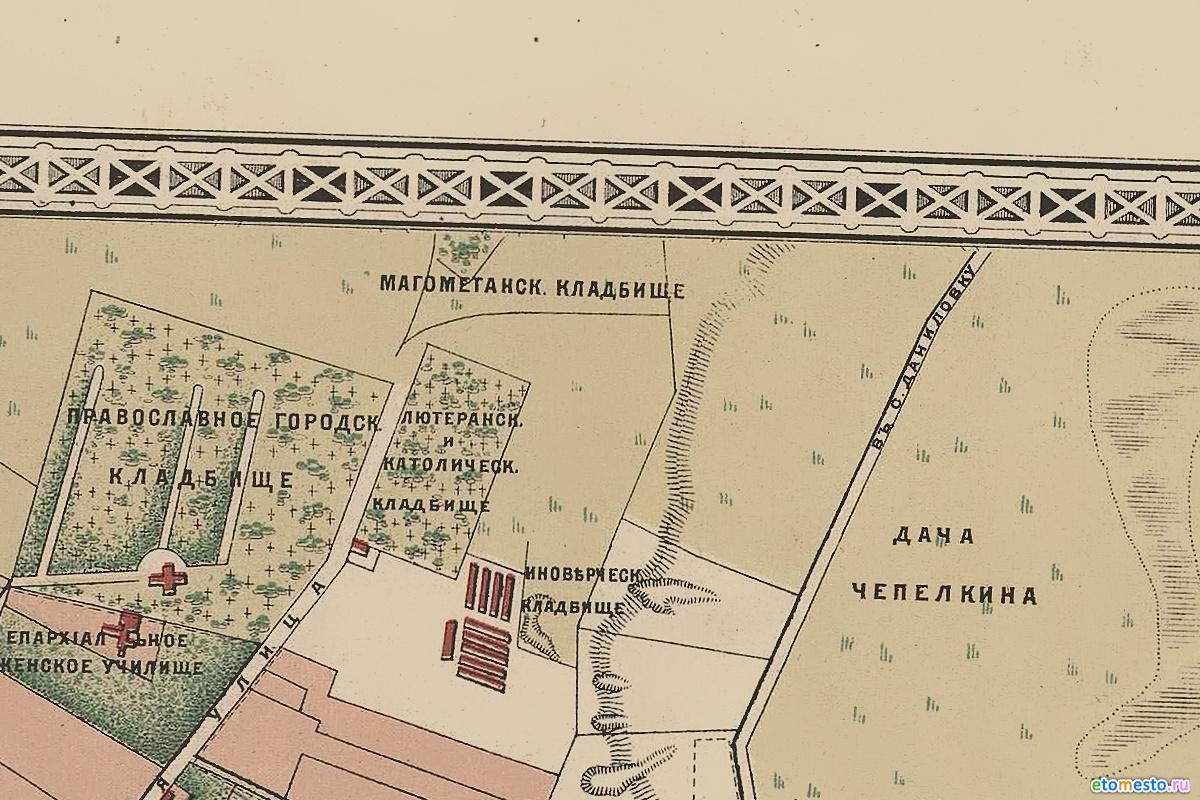 МАГОМЕТАНСК. КЛАДБИЩЕ
ПРАВОСЛАВНОЕ ГОРОДСК.
КЛАДБИЩЕ
ЛЮТЕРАНСК.
и
КАТОЛИЧЕСК.
КЛАДБИЩЕ
ВЪ С. ДАНИЛОВКУ
ДАЧА
ЧЕПЕЛКИНА
ИНОВѢРЧЕСК.
КЛАДБИЩЕ
ЕПАРХІАЛЬНОЕ
ЖЕНСКОЕ УЧИЛИЩЕ
УЛИЦА
etomesto.ru